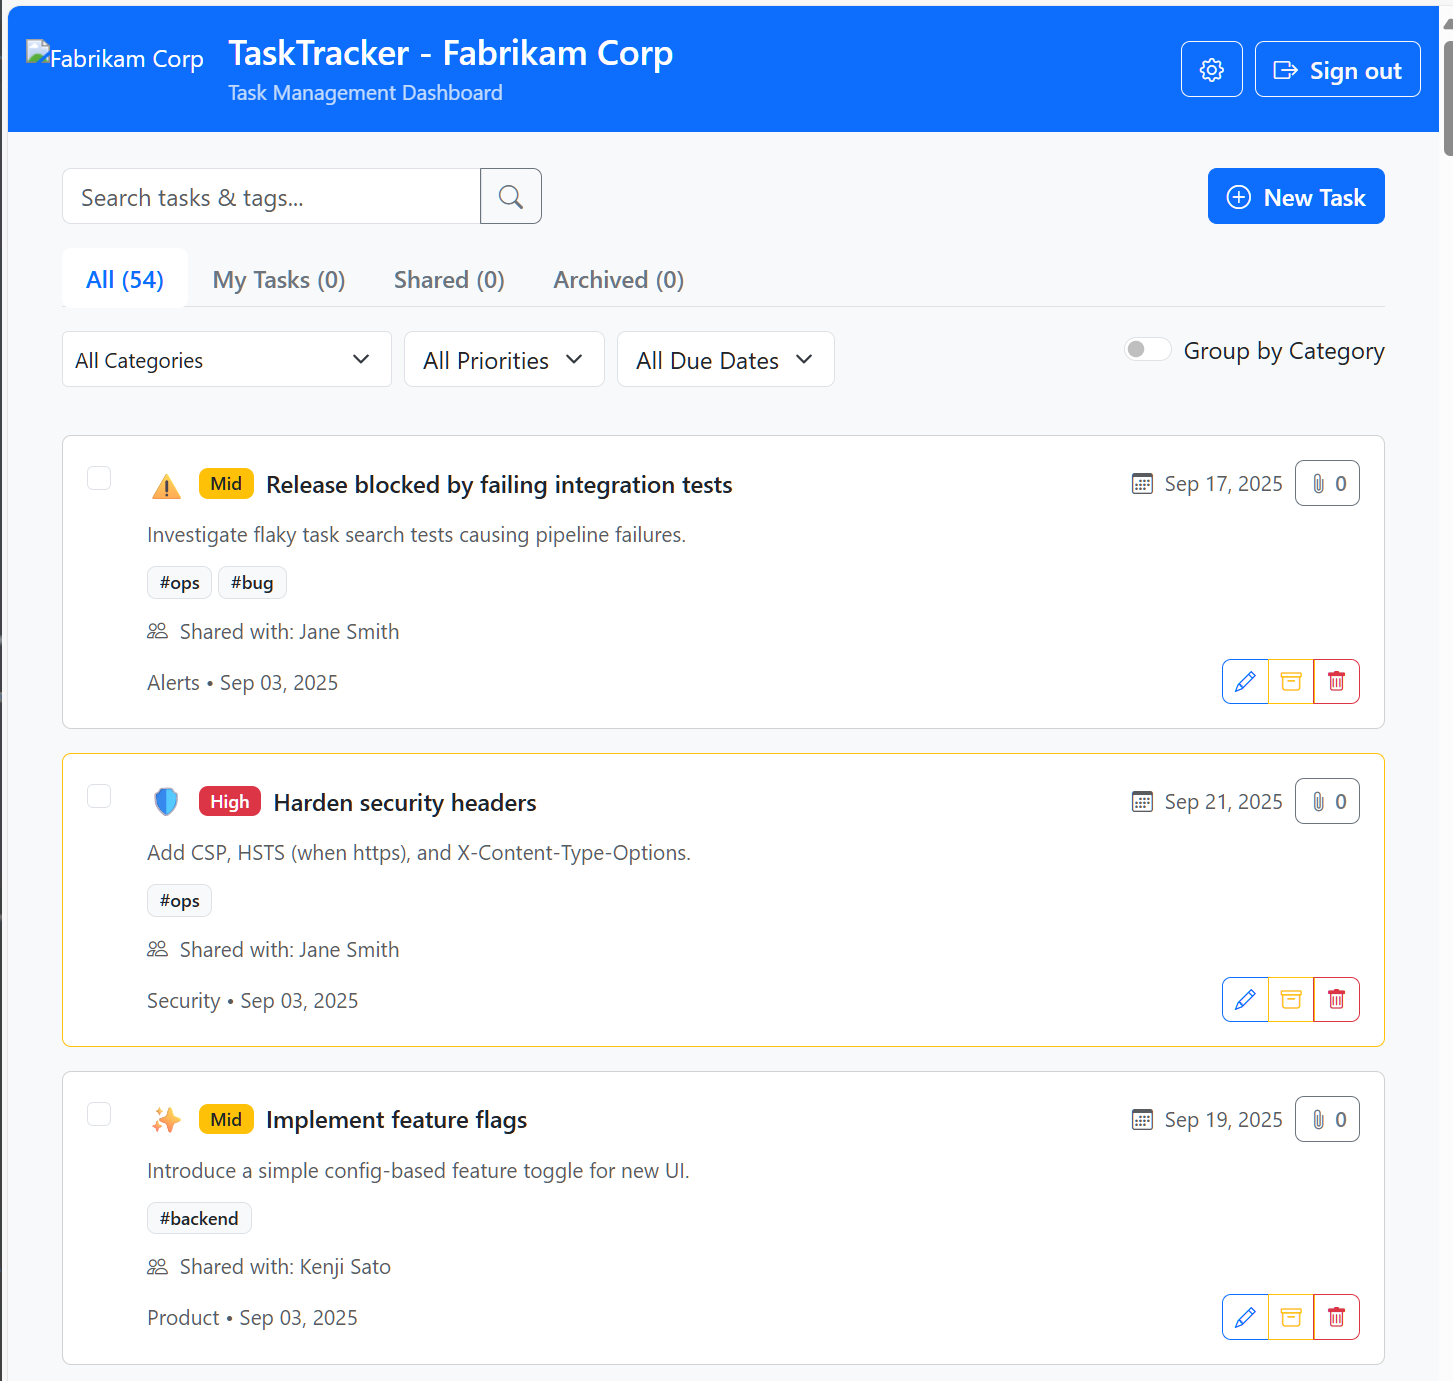 Fabrikam Corp
TaskTracker - Fabrikam Corp
Task Management Dashboard
Sign out
Search tasks & tags...
New Task
All (54)
My Tasks (0)
Shared (0)
Archived (0)
All Categories
All Priorities
All Due Dates
Group by Category
Mid
Release blocked by failing integration tests
Sep 17, 2025
0
Investigate flaky task search tests causing pipeline failures.
#ops
#bug
Shared with: Jane Smith
Alerts • Sep 03, 2025
High
Harden security headers
Sep 21, 2025
0
Add CSP, HSTS (when https), and X-Content-Type-Options.
#ops
Shared with: Jane Smith
Security • Sep 03, 2025
Mid
Implement feature flags
Sep 19, 2025
0
Introduce a simple config-based feature toggle for new UI.
#backend
Shared with: Kenji Sato
Product • Sep 03, 2025